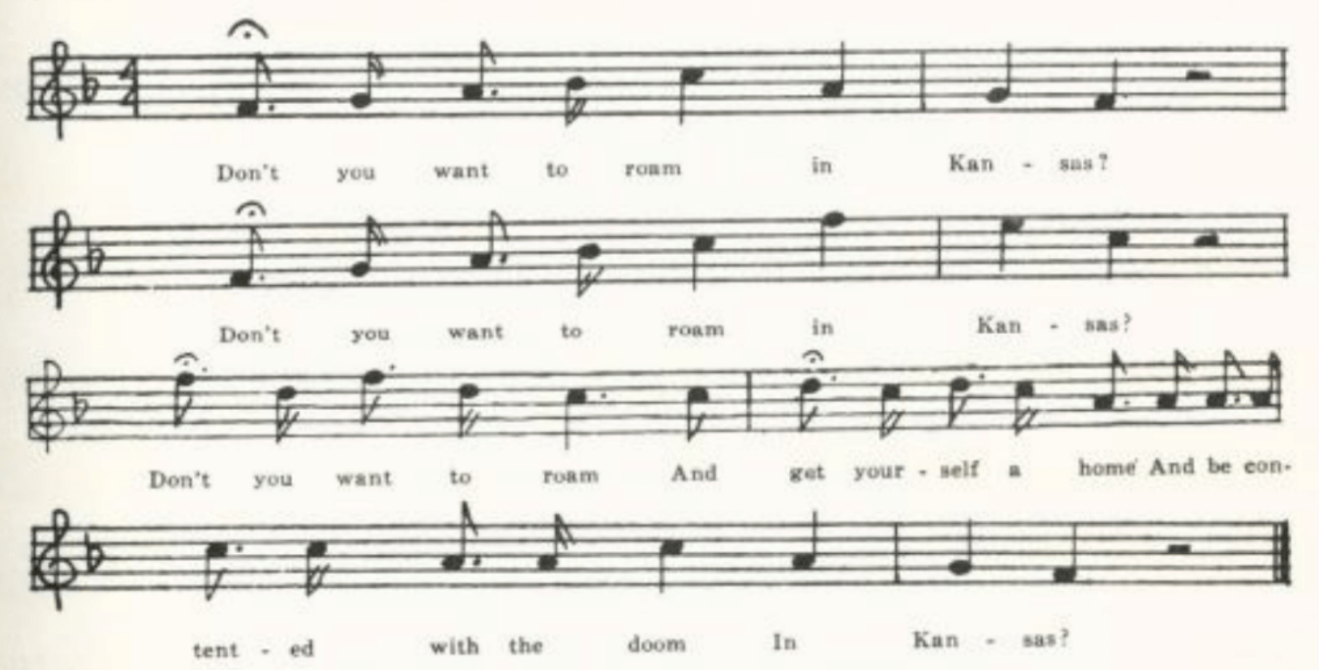 Don't you want to roam in Kan - sas?
Don't you want to roam in Kan - sas?
Don't you want to roam And get your - self a home And be con-
tent - ed with the doom In Kan - sas?